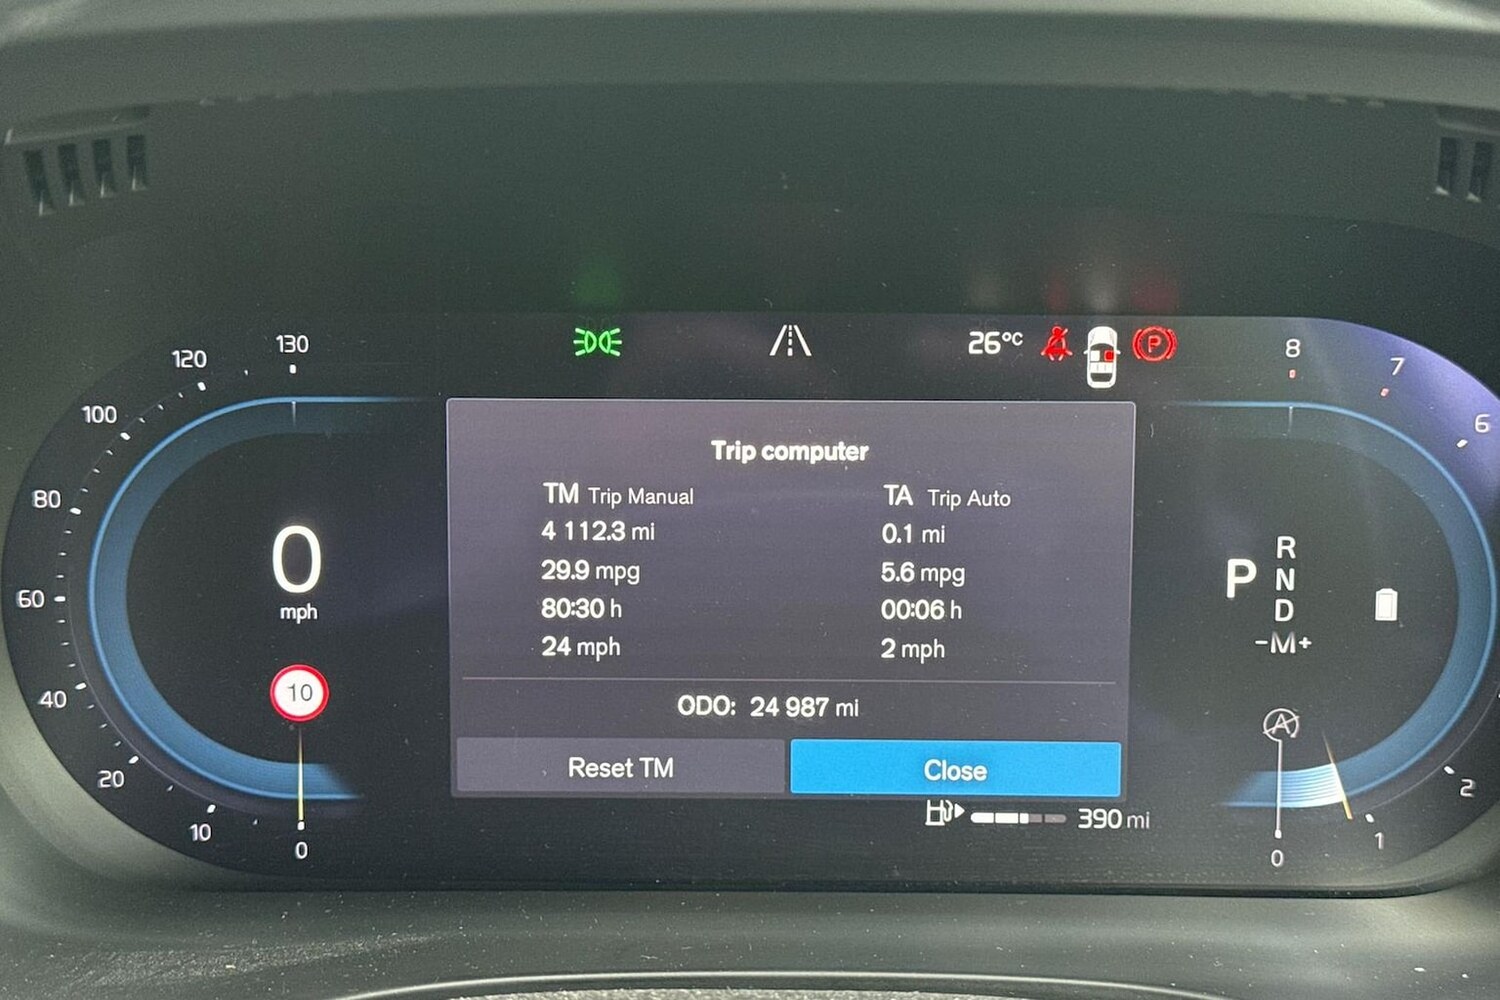 130
120
100
80
60
40
20
10
0
0
mph
10
26°C
P
8
7
6
2
1
0
Trip computer
TM Trip Manual
4 112.3 mi
29.9 mpg
80:30 h
24 mph
TA Trip Auto
0.1 mi
5.6 mpg
00:06 h
2 mph
ODO: 24 987 mi
Reset TM
Close
390 mi
P
R
N
D
-M+
A